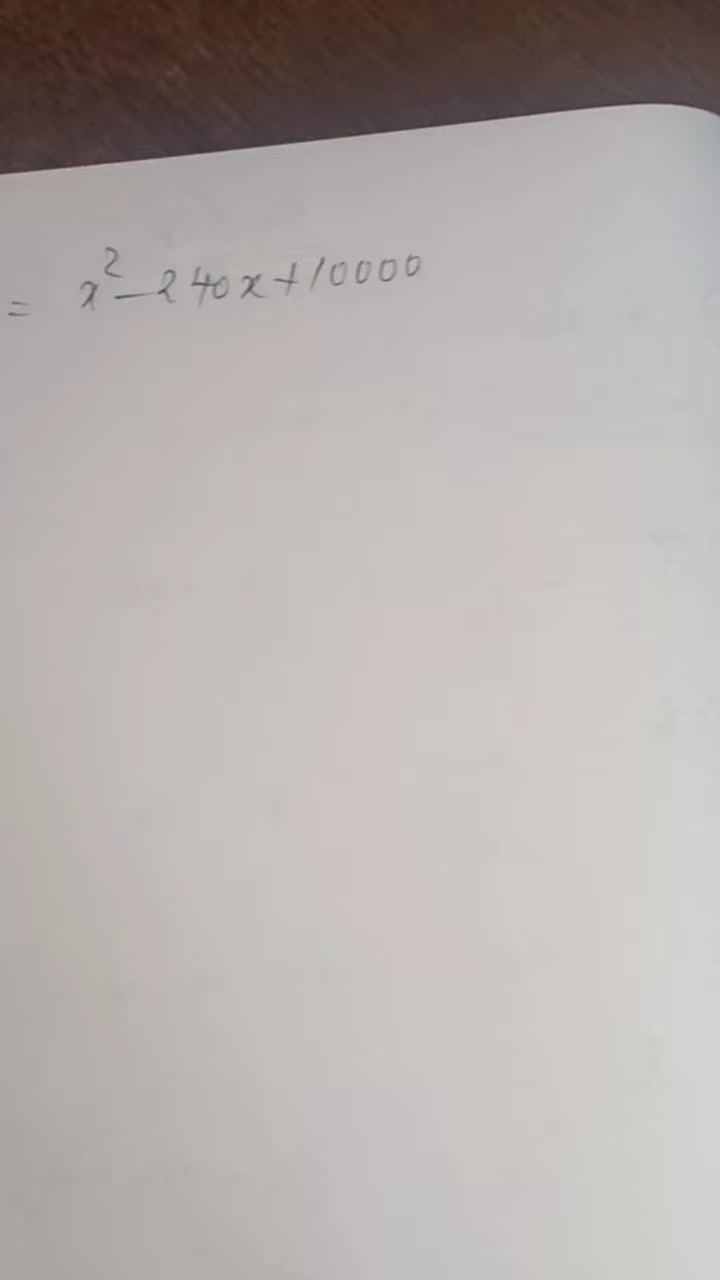 = x² - 240x + 10000